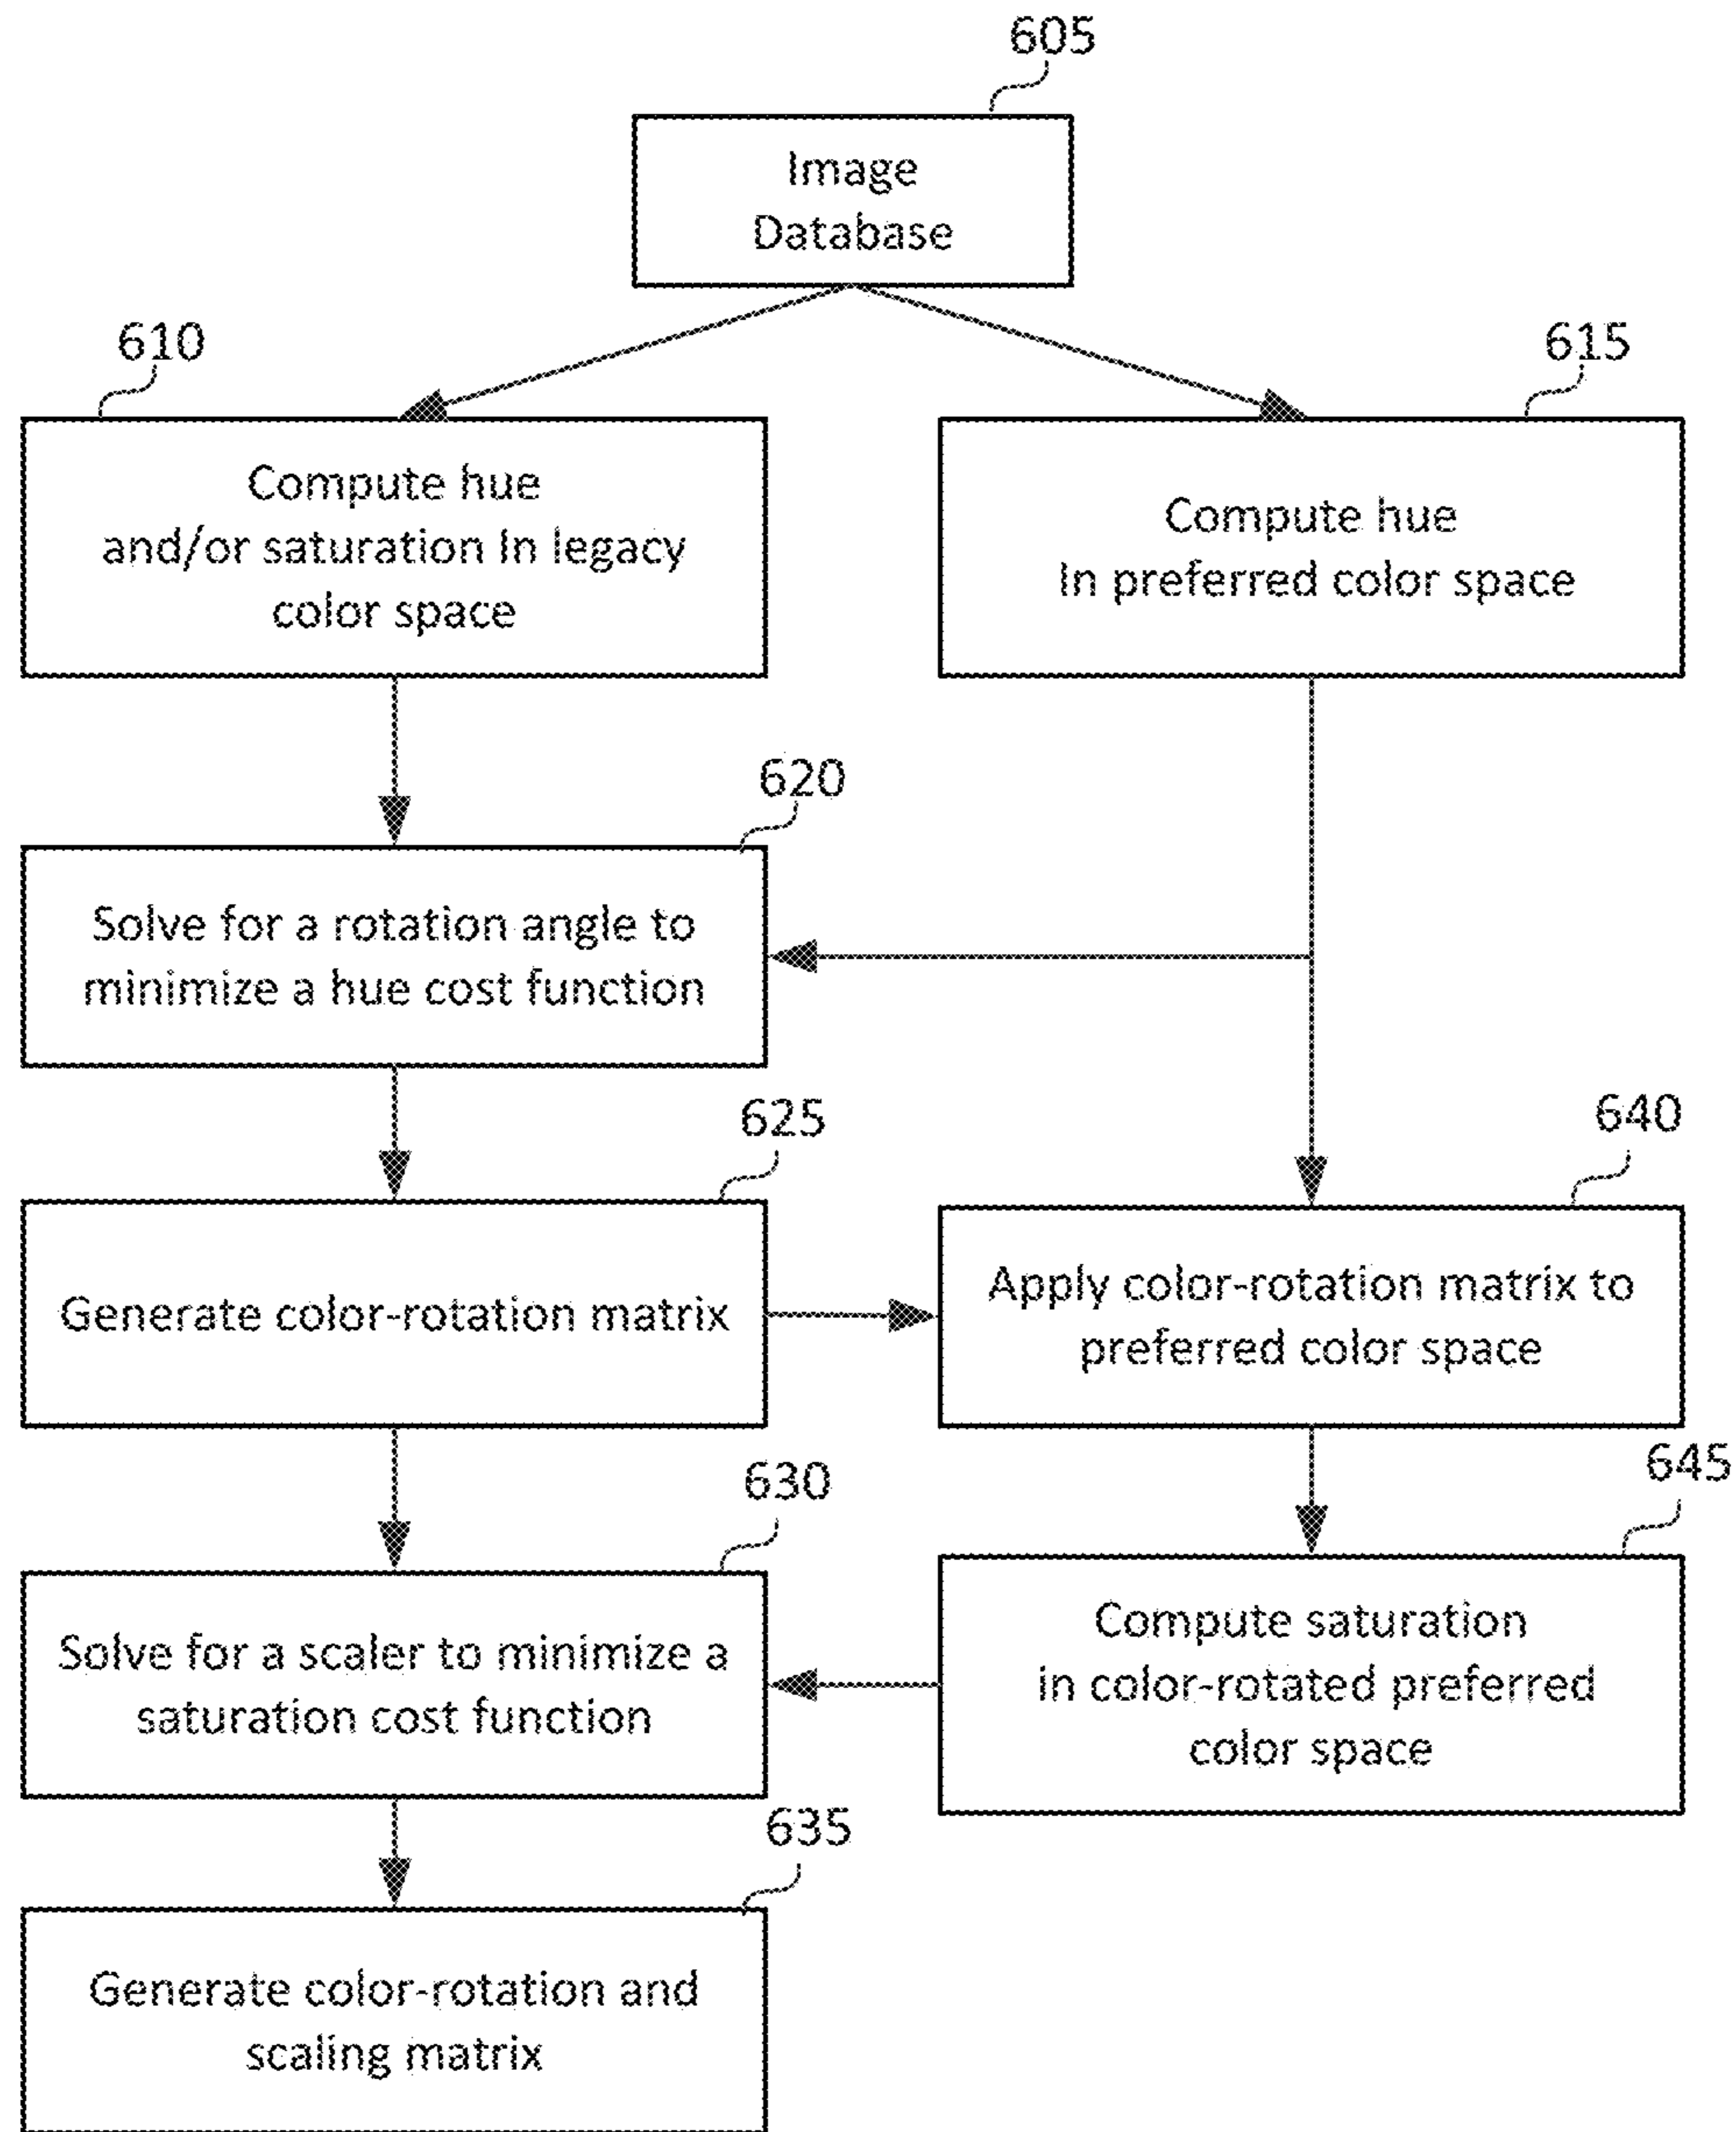 605
Image
Database
610
Compute hue
and/or saturation In legacy
color space
615
Compute hue
In preferred color space
620
Solve for a rotation angle to
minimize a hue cost function
625
Generate color-rotation matrix
640
Apply color-rotation matrix to
preferred color space
630
Solve for a scaler to minimize a
saturation cost function
645
Compute saturation
in color-rotated preferred
color space
635
Generate color-rotation and
scaling matrix